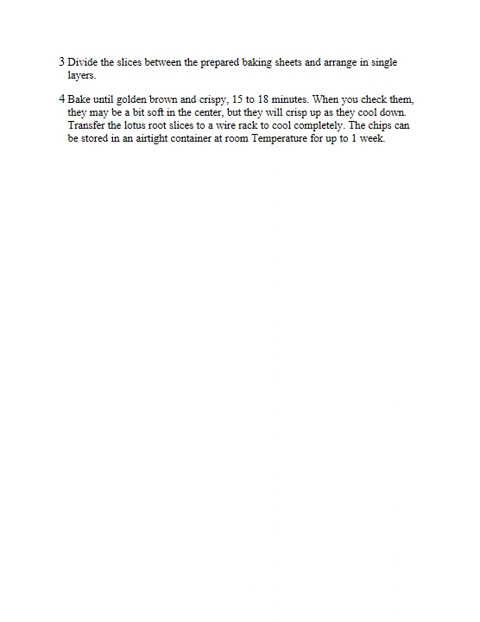 3 Divide the slices between the prepared baking sheets and arrange in single
layers.
4 Bake until golden brown and crispy, 15 to 18 minutes. When you check them,
they may be a bit soft in the center, but they will crisp up as they cool down.
Transfer the lotus root slices to a wire rack to cool completely. The chips can
be stored in an airtight container at room Temperature for up to 1 week.